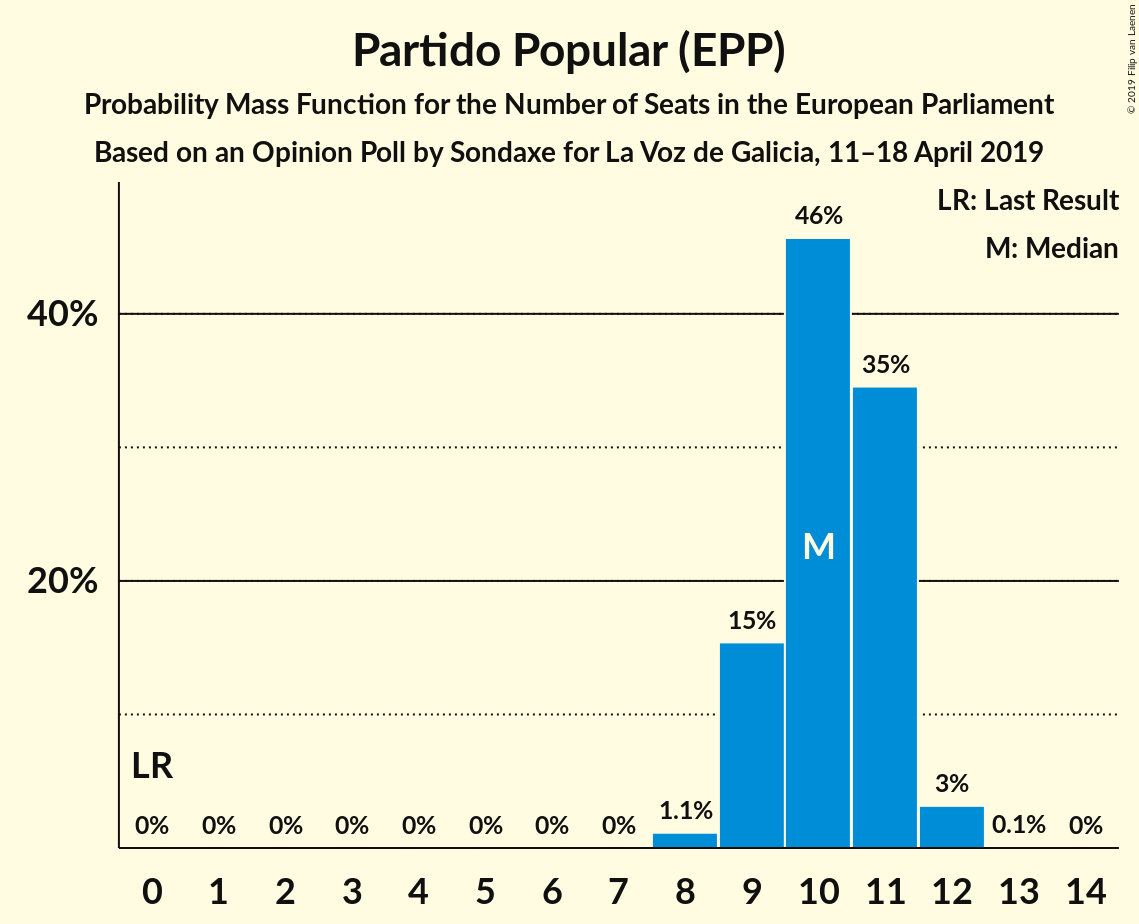 Partido Popular (EPP)
Probability Mass Function for the Number of Seats in the European Parliament
Based on an Opinion Poll by Sondaxe for La Voz de Galicia, 11–18 April 2019
© 2019 Filip van Laenen
LR: Last Result
M: Median
46%
40%
35%
M
20%
15%
LR
3%
1.1%
0% 0% 0% 0% 0% 0% 0% 0% 0.1% 0%
0 1 2 3 4 5 6 7 8 9 10 11 12 13 14